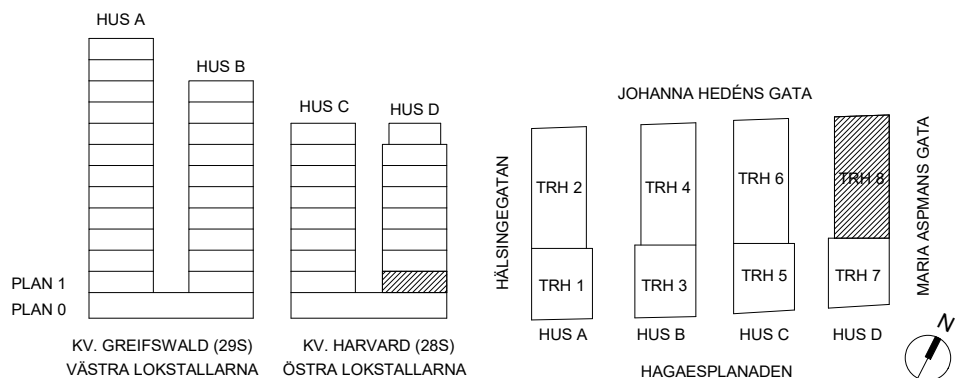 HUS A
HUS B
HUS C
HUS D
PLAN 1
PLAN 0
KV. GREIFSWALD (29S)
VÄSTRA LOKSTALLARNA
KV. HARVARD (28S)
ÖSTRA LOKSTALLARNA
JOHANNA HEDÉNS GATA
HÄLSINGEGATAN
TRH 2
TRH 4
TRH 6
TRH 8
MARIA ASPMANS GATA
TRH 1
TRH 3
TRH 5
TRH 7
HUS A
HUS B
HUS C
HUS D
HAGAESPLANADEN
N